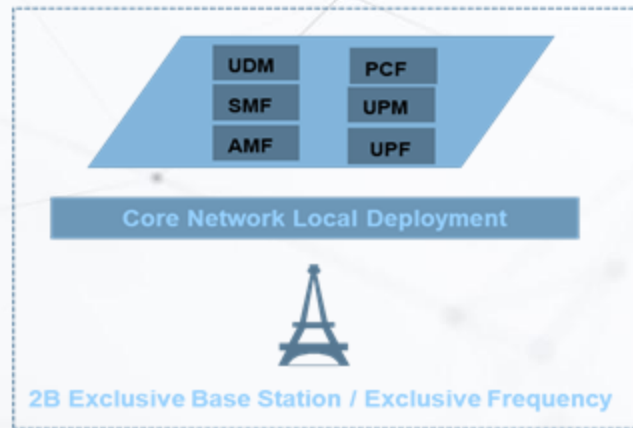 UDM PCF
SMF UPM
AMF UPF
Core Network Local Deployment
2B Exclusive Base Station / Exclusive Frequency